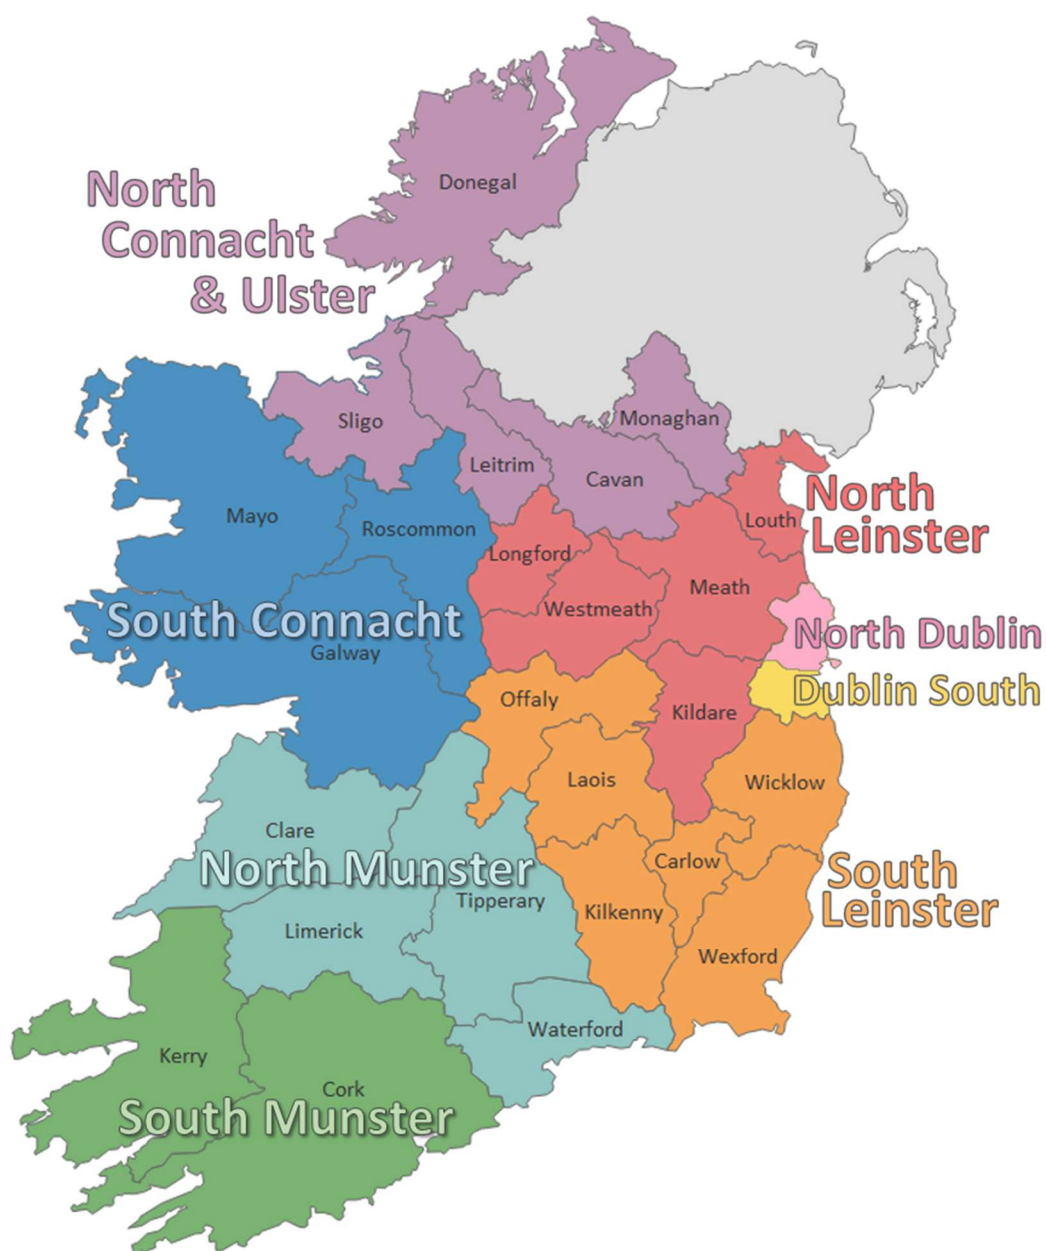 Donegal
North
Connacht
& Ulster
Monaghan
Sligo
Leitrim
Cavan
North
Leinster
Mayo
Roscommon
Louth
Longford
Meath
Westmeath
South Connacht
North Dublin
Galway
Dublin South
Offaly
Kildare
Laois
Wicklow
Clare
North Munster
Carlow
South
Leinster
Tipperary
Kilkenny
Limerick
Wexford
Waterford
Kerry
Cork
South Munster